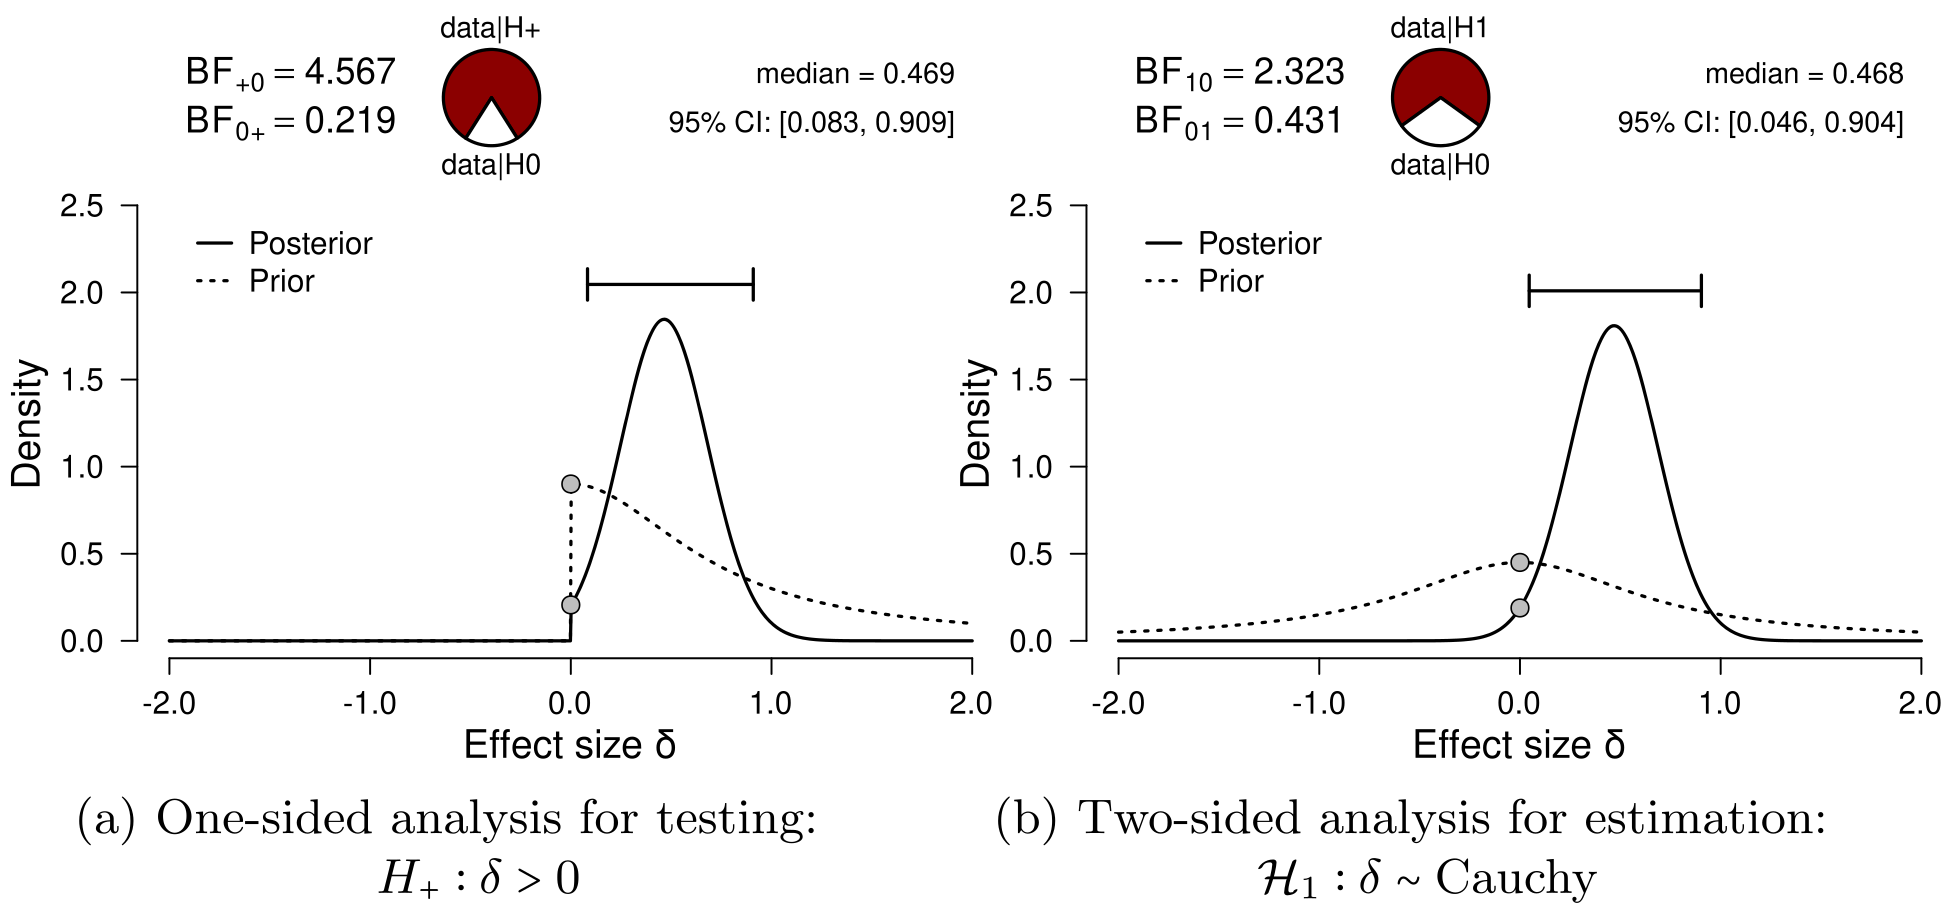 data|H+
BF+0 = 4.567
BF0+ = 0.219
median = 0.469
95% CI: [0.083, 0.909]
data|H0
2.5
2.0
1.5
1.0
0.5
0.0
Density
Posterior
Prior
-2.0 -1.0 0.0 1.0 2.0
Effect size δ
(a) One-sided analysis for testing:
H+ : δ > 0
data|H1
BF10 = 2.323
BF01 = 0.431
median = 0.468
95% CI: [0.046, 0.904]
data|H0
2.5
2.0
1.5
1.0
0.5
0.0
Density
Posterior
Prior
-2.0 -1.0 0.0 1.0 2.0
Effect size δ
(b) Two-sided analysis for estimation:
ℋ1 : δ ~ Cauchy